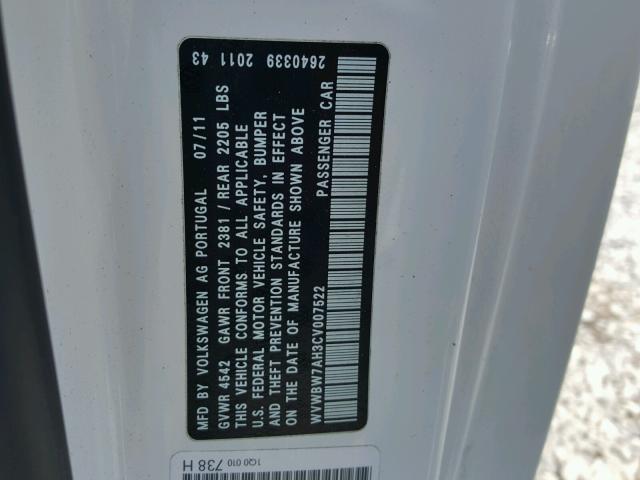 MFD BY VOLKSWAGEN AG PORTUGAL 07/11
GVWR 4542 GAWR FRONT 2381 / REAR 2205 LBS
THIS VEHICLE CONFORMS TO ALL APPLICABLE
U.S. FEDERAL MOTOR VEHICLE SAFETY, BUMPER
AND THEFT PREVENTION STANDARDS IN EFFECT
ON THE DATE OF MANUFACTURE SHOWN ABOVE
WVWBW7AH3CV007522 PASSENGER CAR
2640339 2011 43
1Q0 010 738 H